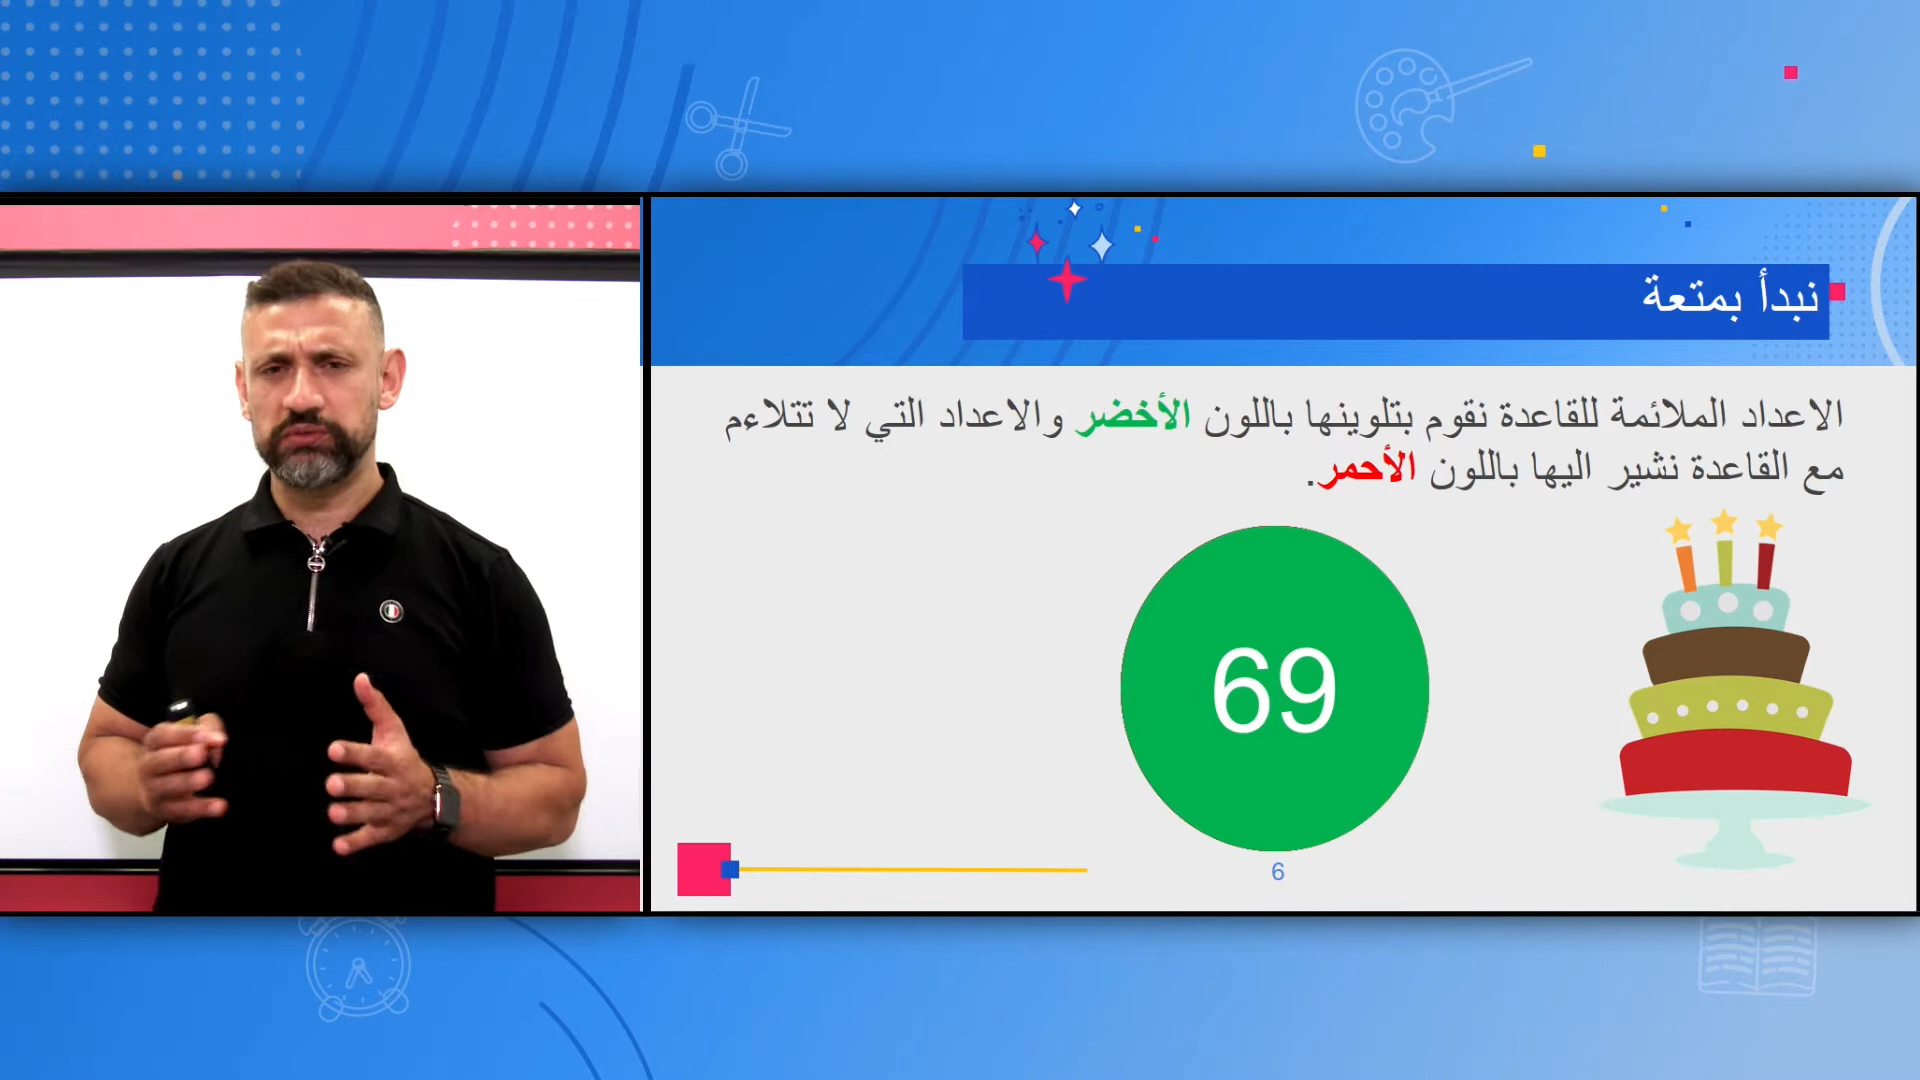 نبدأ بمتعة
الاعداد الملائمة للقاعدة نقوم بتلوينها باللون الأخضر والاعداد التي لا تتلاءم
مع القاعدة نشير اليها باللون الأحمر.
69
6